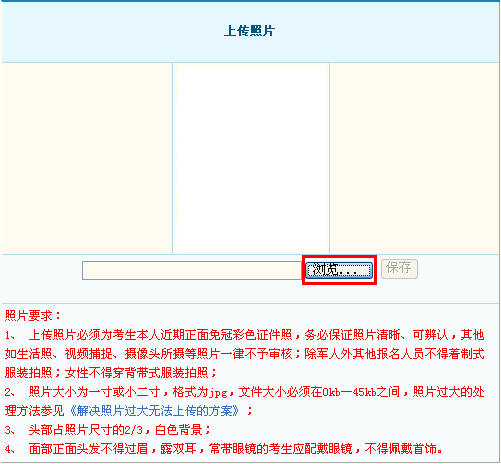 上传照片
浏览...
保存
照片要求：
1、 上传照片必须为考生本人近期正面免冠彩色证件照，务必保证照片清晰、可辨认，其他
如生活照、视频捕捉、摄像头所摄等照片一律不予审核；除军人外其他报名人员不得着制式
服装拍照；女性不得穿背带式服装拍照；
2、 照片大小为一寸或小二寸，格式为jpg，文件大小必须在0kb—45kb之间，照片过大的处
理方法参见《解决照片过大无法上传的方案》；
3、 头部占照片尺寸的2/3，白色背景；
4、 面部正面头发不得过眉，露双耳，常带眼镜的考生应配戴眼镜，不得佩戴首饰。